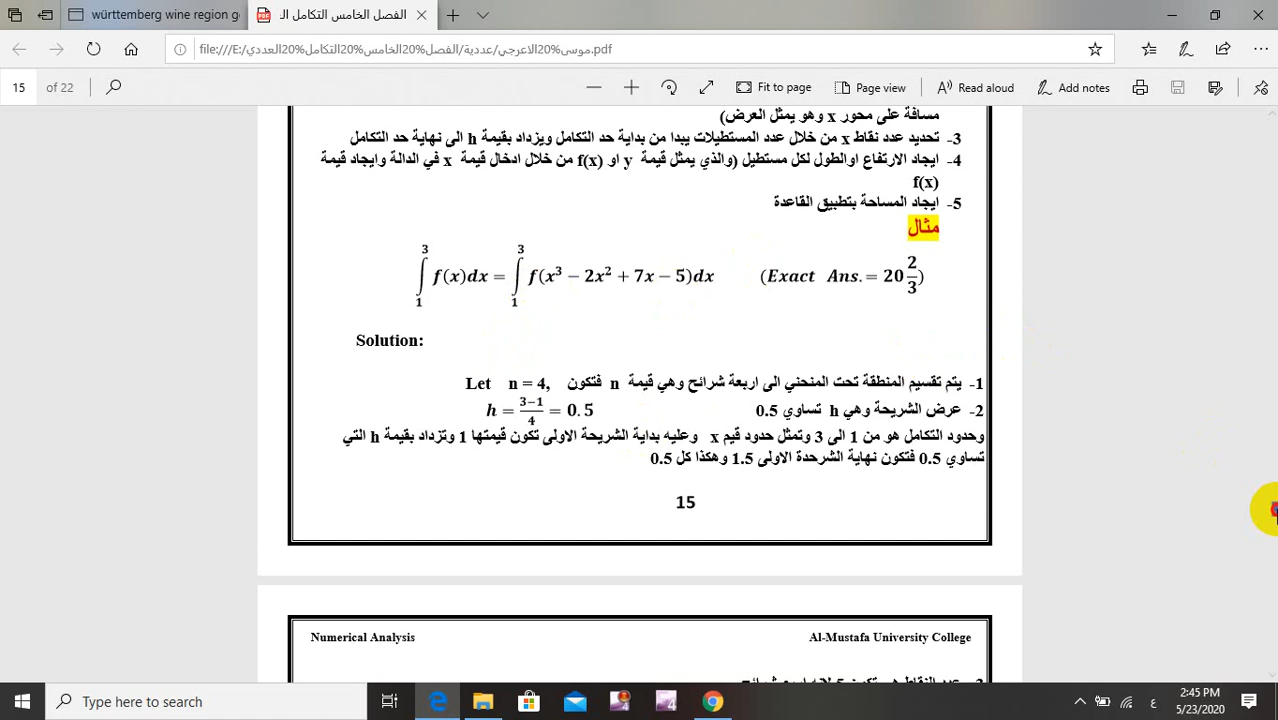 württemberg wine region ge
الفصل الخامس التكامل ال
file:///E:/موسى%20الاعرجي/عددية/الفصل%20الخامس%20التكامل%20العددي.pdf
15 of 22
Fit to page
Page view
Read aloud
Add notes
مسافة على محور x وهو يمثل العرض)
3- تحديد عدد نقاط x من خلال عدد المستطيلات يبدا من بداية حد التكامل ويزداد بقيمة h الى نهاية حد التكامل
4- ايجاد الارتفاع اوالطول لكل مستطيل (والذي يمثل قيمة y او f(x) من خلال ادخال قيمة x في الدالة وايجاد قيمة
f(x)
5- ايجاد المساحة بتطبيق القاعدة
مثال
∫₁³ f(x)dx = ∫₁³ f(x³ − 2x² + 7x − 5)dx (Exact Ans. = 20 2/3)
Solution:
1- يتم تقسيم المنطقة تحت المنحني الى اربعة شرائح وهي قيمة n فتكون Let n = 4,
2- عرض الشريحة وهي h تساوي 0.5 h = (3−1)/4 = 0.5
وحدود التكامل هو من 1 الى 3 وتمثل حدود قيم x وعليه بداية الشريحة الاولى تكون قيمتها 1 وتزداد بقيمة h التي
تساوي 0.5 فتكون نهاية الشرحدة الاولى 1.5 وهكذا كل 0.5
15
Numerical Analysis
Al-Mustafa University College
Type here to search
ع
2:45 PM
5/23/2020